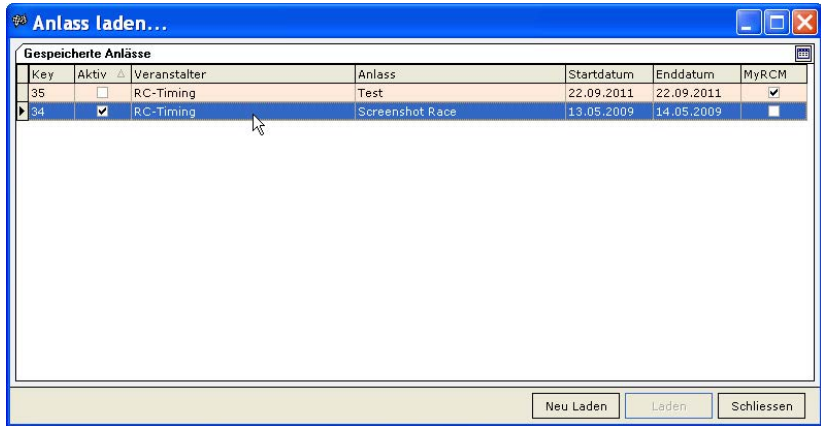 Anlass laden...
Gespeicherte Anlässe
Key Aktiv Veranstalter Anlass Startdatum Enddatum MyRCM
35 RC-Timing Test 22.09.2011 22.09.2011
34 RC-Timing Screenshot Race 13.05.2009 14.05.2009
Neu Laden Laden Schliessen